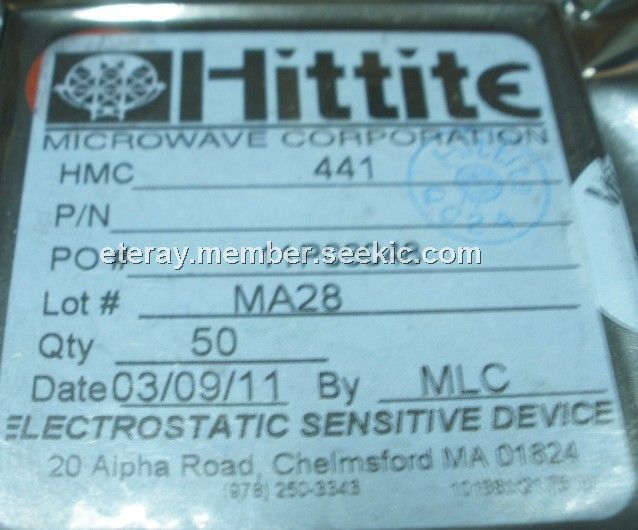 Hittite
MICROWAVE CORPORATION
HMC 441
P/N
PO#
eteray.member.seekic.com
Lot # MA28
Qty 50
Date 03/09/11 By MLC
ELECTROSTATIC SENSITIVE DEVICE
20 Alpha Road, Chelmsford MA 01824
(978) 250-3343